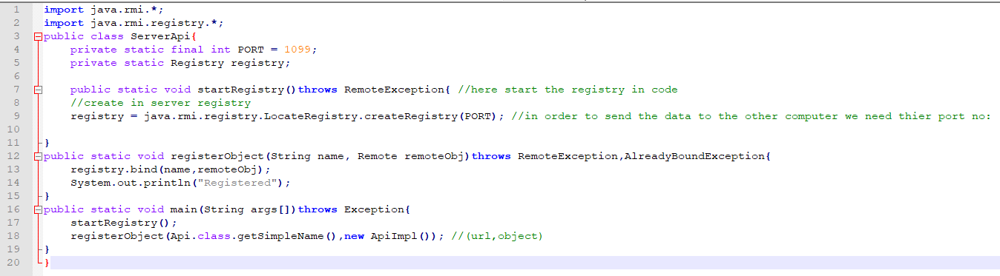 1 import java.rmi.*;
2 import java.rmi.registry.*;
3 public class ServerApi{
4 private static final int PORT = 1099;
5 private static Registry registry;
6
7 public static void startRegistry()throws RemoteException{ //here start the registry in code
8 //create in server registry
9 registry = java.rmi.registry.LocateRegistry.createRegistry(PORT); //in order to send the data to the other computer we need thier port no:
10
11 }
12 public static void registerObject(String name, Remote remoteObj)throws RemoteException,AlreadyBoundException{
13 registry.bind(name,remoteObj);
14 System.out.println("Registered");
15 }
16 public static void main(String args[])throws Exception{
17 startRegistry();
18 registerObject(Api.class.getSimpleName(),new ApiImpl()); //(url,object)
19 }
20 }